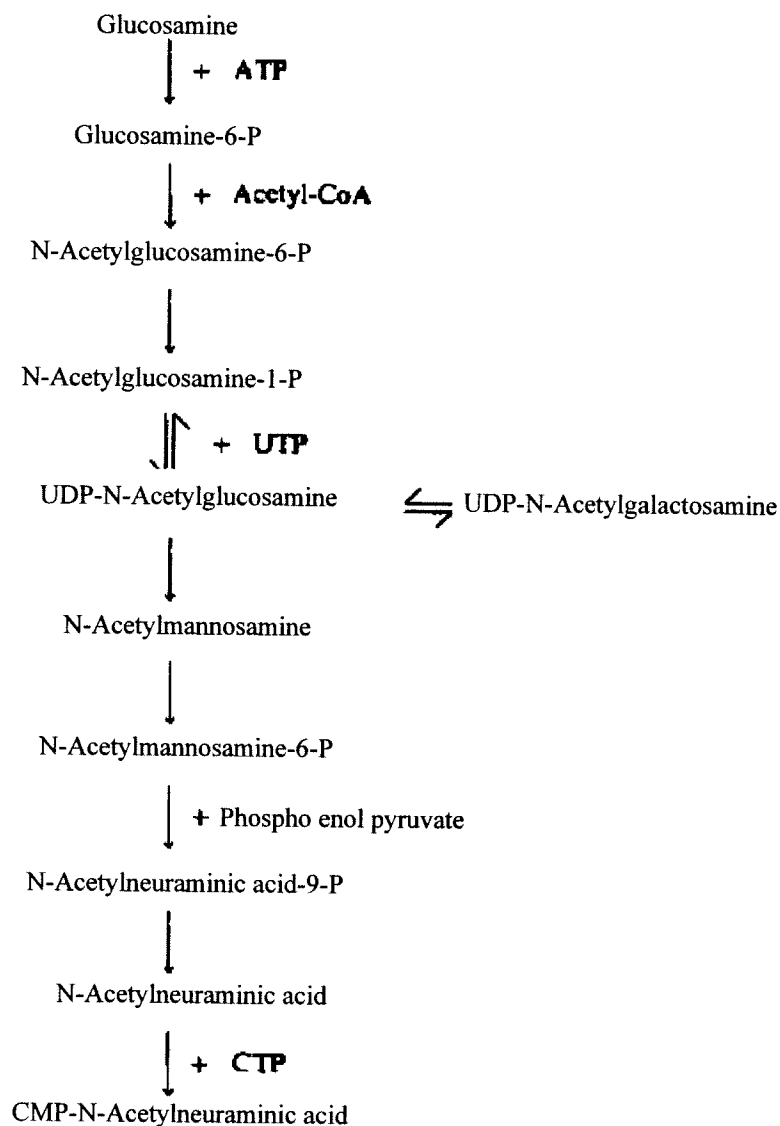 Glucosamine
+ ATP
Glucosamine-6-P
+ Acetyl-CoA
N-Acetylglucosamine-6-P
N-Acetylglucosamine-1-P
+ UTP
UDP-N-Acetylglucosamine UDP-N-Acetylgalactosamine
N-Acetylmannosamine
N-Acetylmannosamine-6-P
+ Phospho enol pyruvate
N-Acetylneuraminic acid-9-P
N-Acetylneuraminic acid
+ CTP
CMP-N-Acetylneuraminic acid